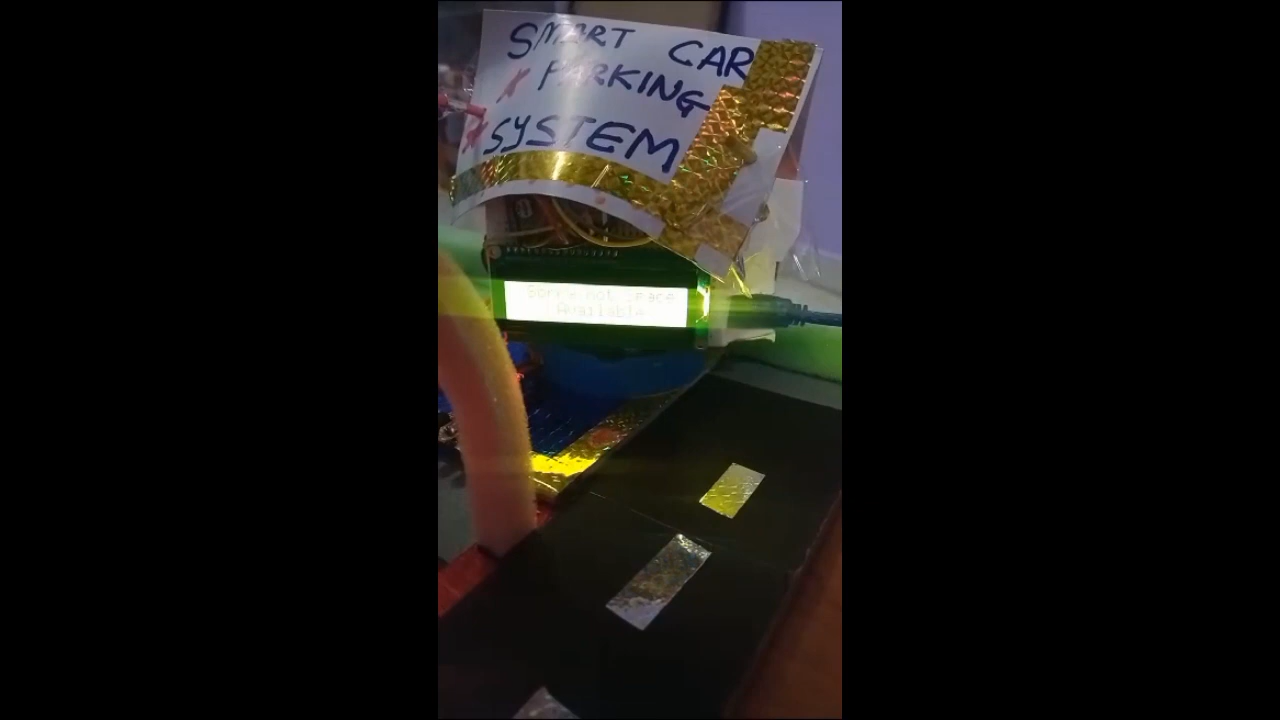 SMART CAR
PARKING
SYSTEM
Sorry not space
Available